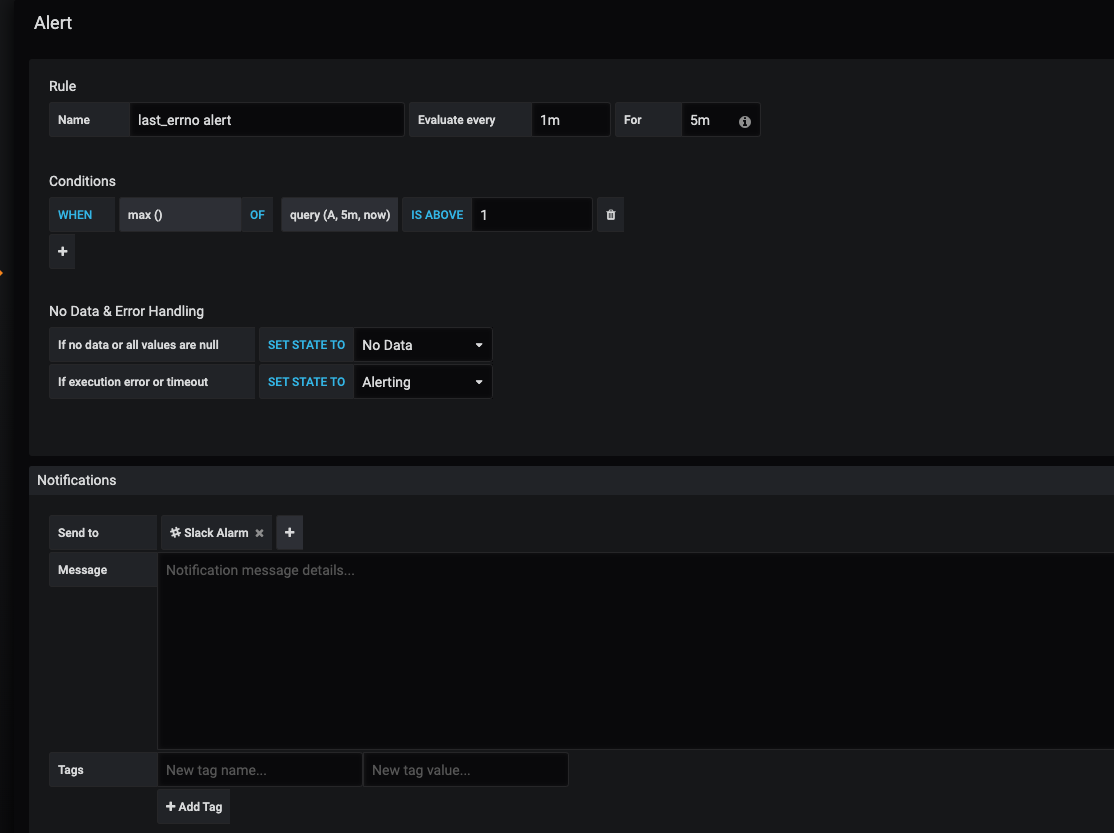 Alert
Rule
Name last_errno alert Evaluate every 1m For 5m
Conditions
WHEN max () OF query (A, 5m, now) IS ABOVE 1
+
No Data & Error Handling
If no data or all values are null SET STATE TO No Data
If execution error or timeout SET STATE TO Alerting
Notifications
Send to Slack Alarm × +
Message Notification message details...
Tags New tag name... New tag value...
+ Add Tag